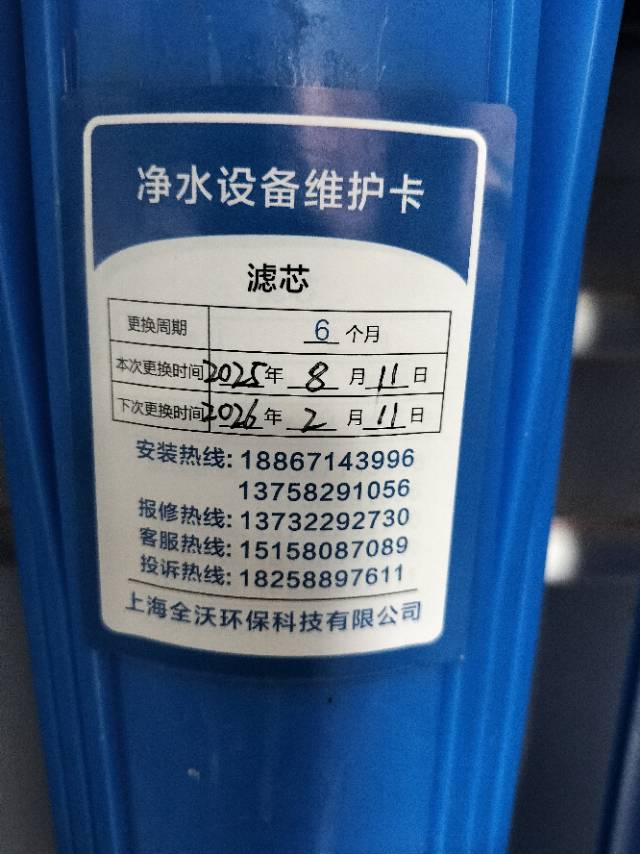 净水设备维护卡
滤芯
更换周期 6 个月
本次更换时间 2025 年 8 月 11 日
下次更换时间 2026 年 2 月 11 日
安装热线: 18867143996
13758291056
报修热线: 13732292730
客服热线: 15158087089
投诉热线: 18258897611
上海全沃环保科技有限公司